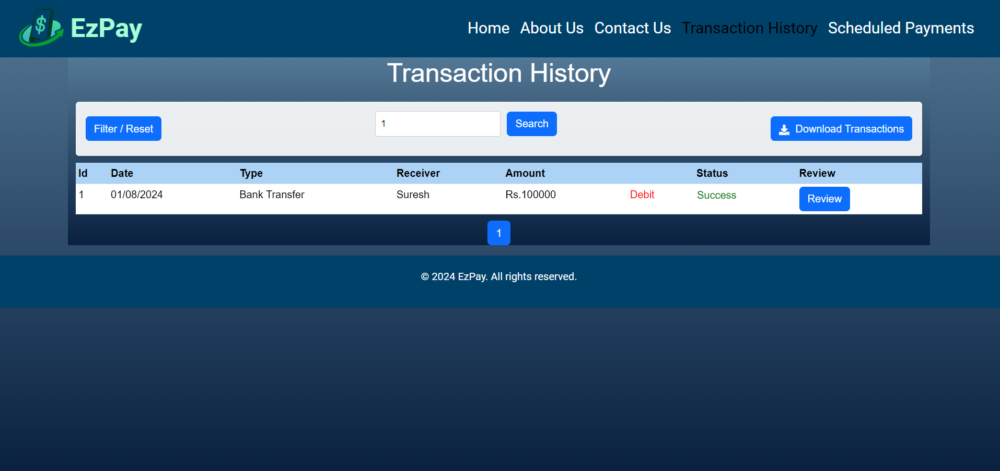 $ EzPay
Home About Us Contact Us Transaction History Scheduled Payments
Transaction History
Filter / Reset 1 Search Download Transactions
Id Date Type Receiver Amount Status Review
1 01/08/2024 Bank Transfer Suresh Rs.100000 Debit Success Review
1
© 2024 EzPay. All rights reserved.